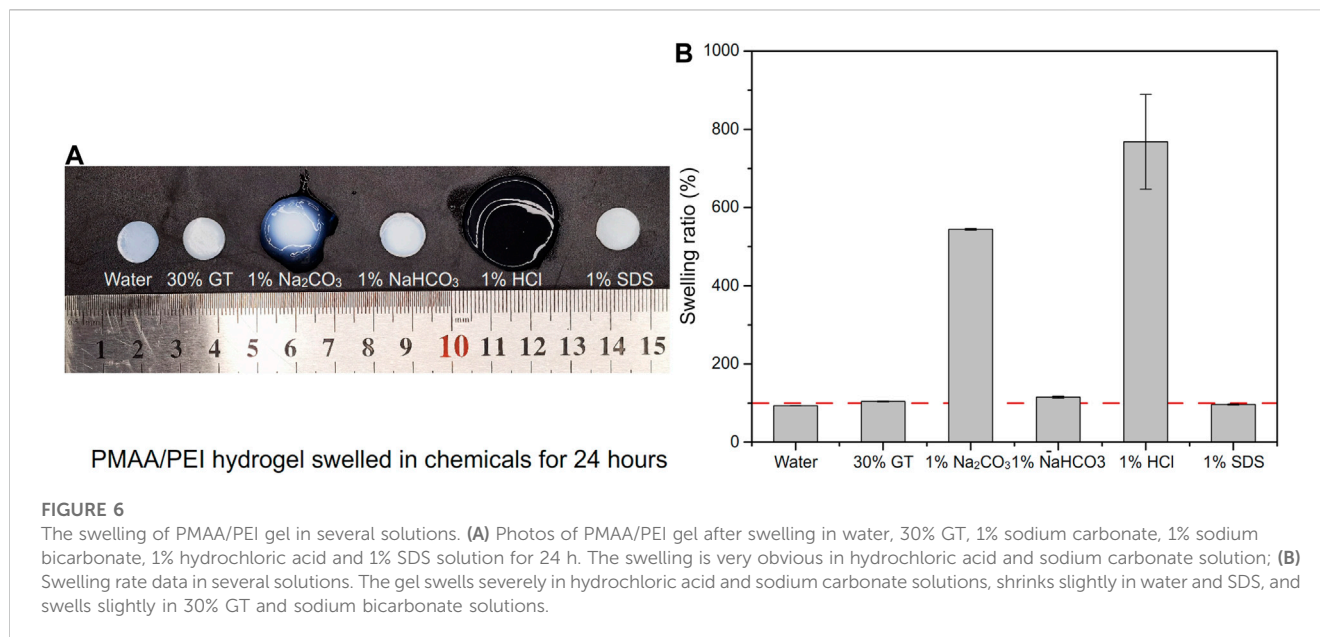 A
Water 30% GT 1% Na₂CO₃ 1% NaHCO₃ 1% HCl 1% SDS
mm
1 2 3 4 5 6 7 8 9 10 11 12 13 14 15
PMAA/PEI hydrogel swelled in chemicals for 24 hours
B
Swelling ratio (%)
1000
800
600
400
200
0
Water 30% GT 1% Na₂CO₃ 1% NaHCO3 1% HCl 1% SDS
FIGURE 6
The swelling of PMAA/PEI gel in several solutions. (A) Photos of PMAA/PEI gel after swelling in water, 30% GT, 1% sodium carbonate, 1% sodium
bicarbonate, 1% hydrochloric acid and 1% SDS solution for 24 h. The swelling is very obvious in hydrochloric acid and sodium carbonate solution; (B)
Swelling rate data in several solutions. The gel swells severely in hydrochloric acid and sodium carbonate solutions, shrinks slightly in water and SDS, and
swells slightly in 30% GT and sodium bicarbonate solutions.